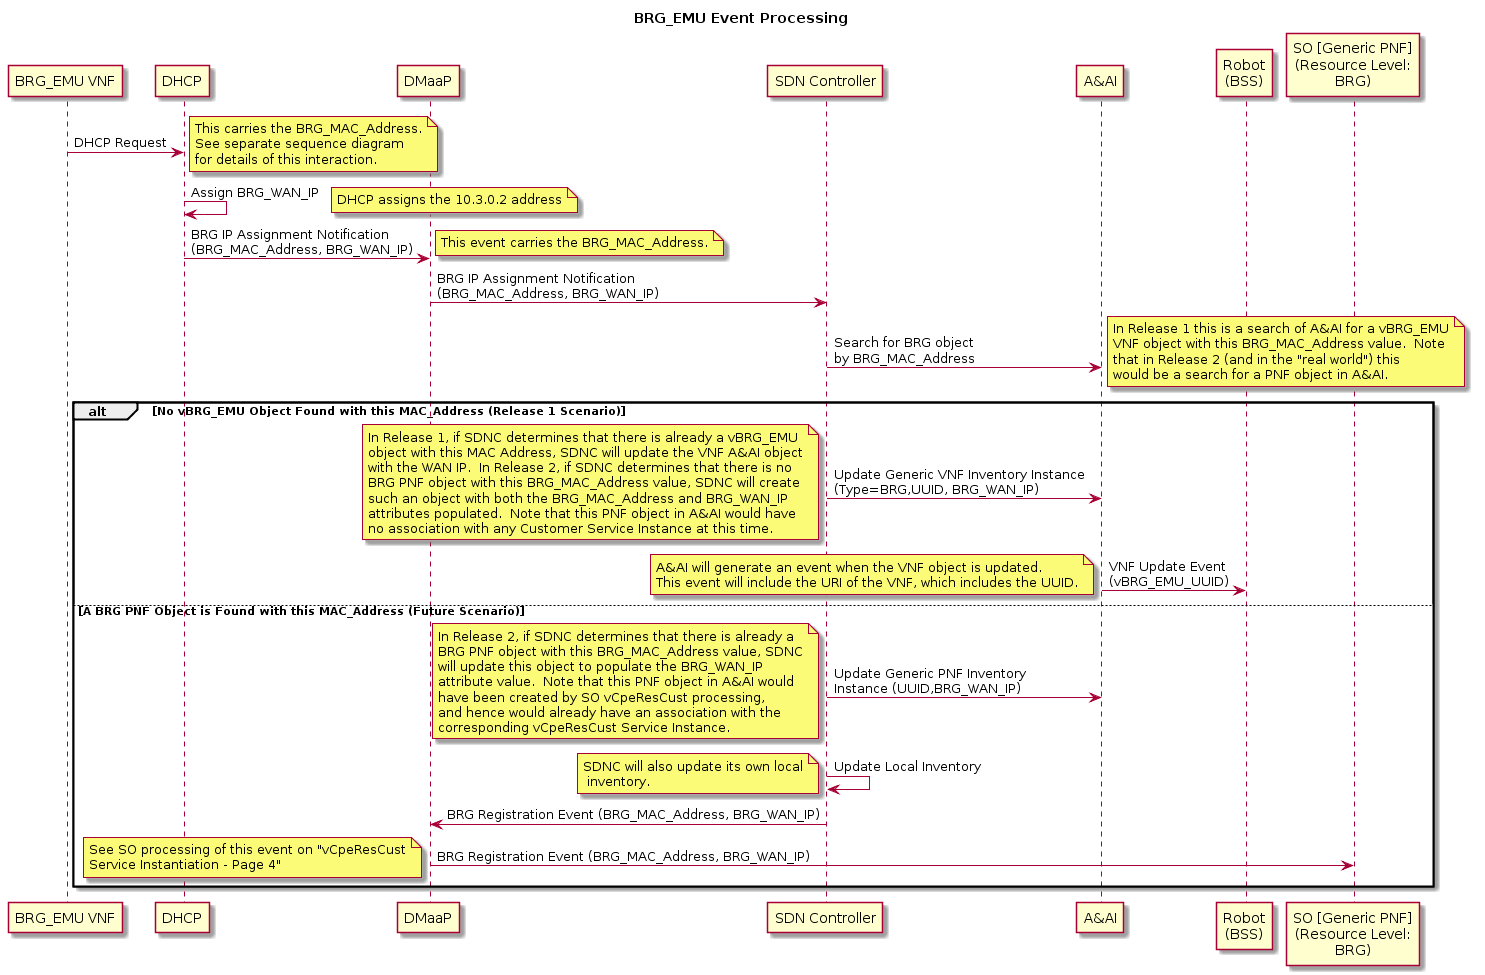 BRG_EMU Event Processing
BRG_EMU VNF
DHCP
DMaaP
SDN Controller
A&AI
Robot
(BSS)
SO [Generic PNF]
(Resource Level:
BRG)
DHCP Request
This carries the BRG_MAC_Address.
See separate sequence diagram
for details of this interaction.
Assign BRG_WAN_IP
DHCP assigns the 10.3.0.2 address
BRG IP Assignment Notification
(BRG_MAC_Address, BRG_WAN_IP)
This event carries the BRG_MAC_Address.
BRG IP Assignment Notification
(BRG_MAC_Address, BRG_WAN_IP)
Search for BRG object
by BRG_MAC_Address
In Release 1 this is a search of A&AI for a vBRG_EMU
VNF object with this BRG_MAC_Address value.  Note
that in Release 2 (and in the "real world") this
would be a search for a PNF object in A&AI.
alt
[No vBRG_EMU Object Found with this MAC_Address (Release 1 Scenario)]
In Release 1, if SDNC determines that there is already a vBRG_EMU
object with this MAC Address, SDNC will update the VNF A&AI object
with the WAN IP.  In Release 2, if SDNC determines that there is no
BRG PNF object with this BRG_MAC_Address value, SDNC will create
such an object with both the BRG_MAC_Address and BRG_WAN_IP
attributes populated.  Note that this PNF object in A&AI would have
no association with any Customer Service Instance at this time.
Update Generic VNF Inventory Instance
(Type=BRG,UUID, BRG_WAN_IP)
A&AI will generate an event when the VNF object is updated.
This event will include the URI of the VNF, which includes the UUID.
VNF Update Event
(vBRG_EMU_UUID)
[A BRG PNF Object is Found with this MAC_Address (Future Scenario)]
In Release 2, if SDNC determines that there is already a
BRG PNF object with this BRG_MAC_Address value, SDNC
will update this object to populate the BRG_WAN_IP
attribute value.  Note that this PNF object in A&AI would
have been created by SO vCpeResCust processing,
and hence would already have an association with the
corresponding vCpeResCust Service Instance.
Update Generic PNF Inventory
Instance (UUID,BRG_WAN_IP)
SDNC will also update its own local
inventory.
Update Local Inventory
BRG Registration Event (BRG_MAC_Address, BRG_WAN_IP)
See SO processing of this event on "vCpeResCust
Service Instantiation - Page 4"
BRG Registration Event (BRG_MAC_Address, BRG_WAN_IP)
BRG_EMU VNF
DHCP
DMaaP
SDN Controller
A&AI
Robot
(BSS)
SO [Generic PNF]
(Resource Level:
BRG)